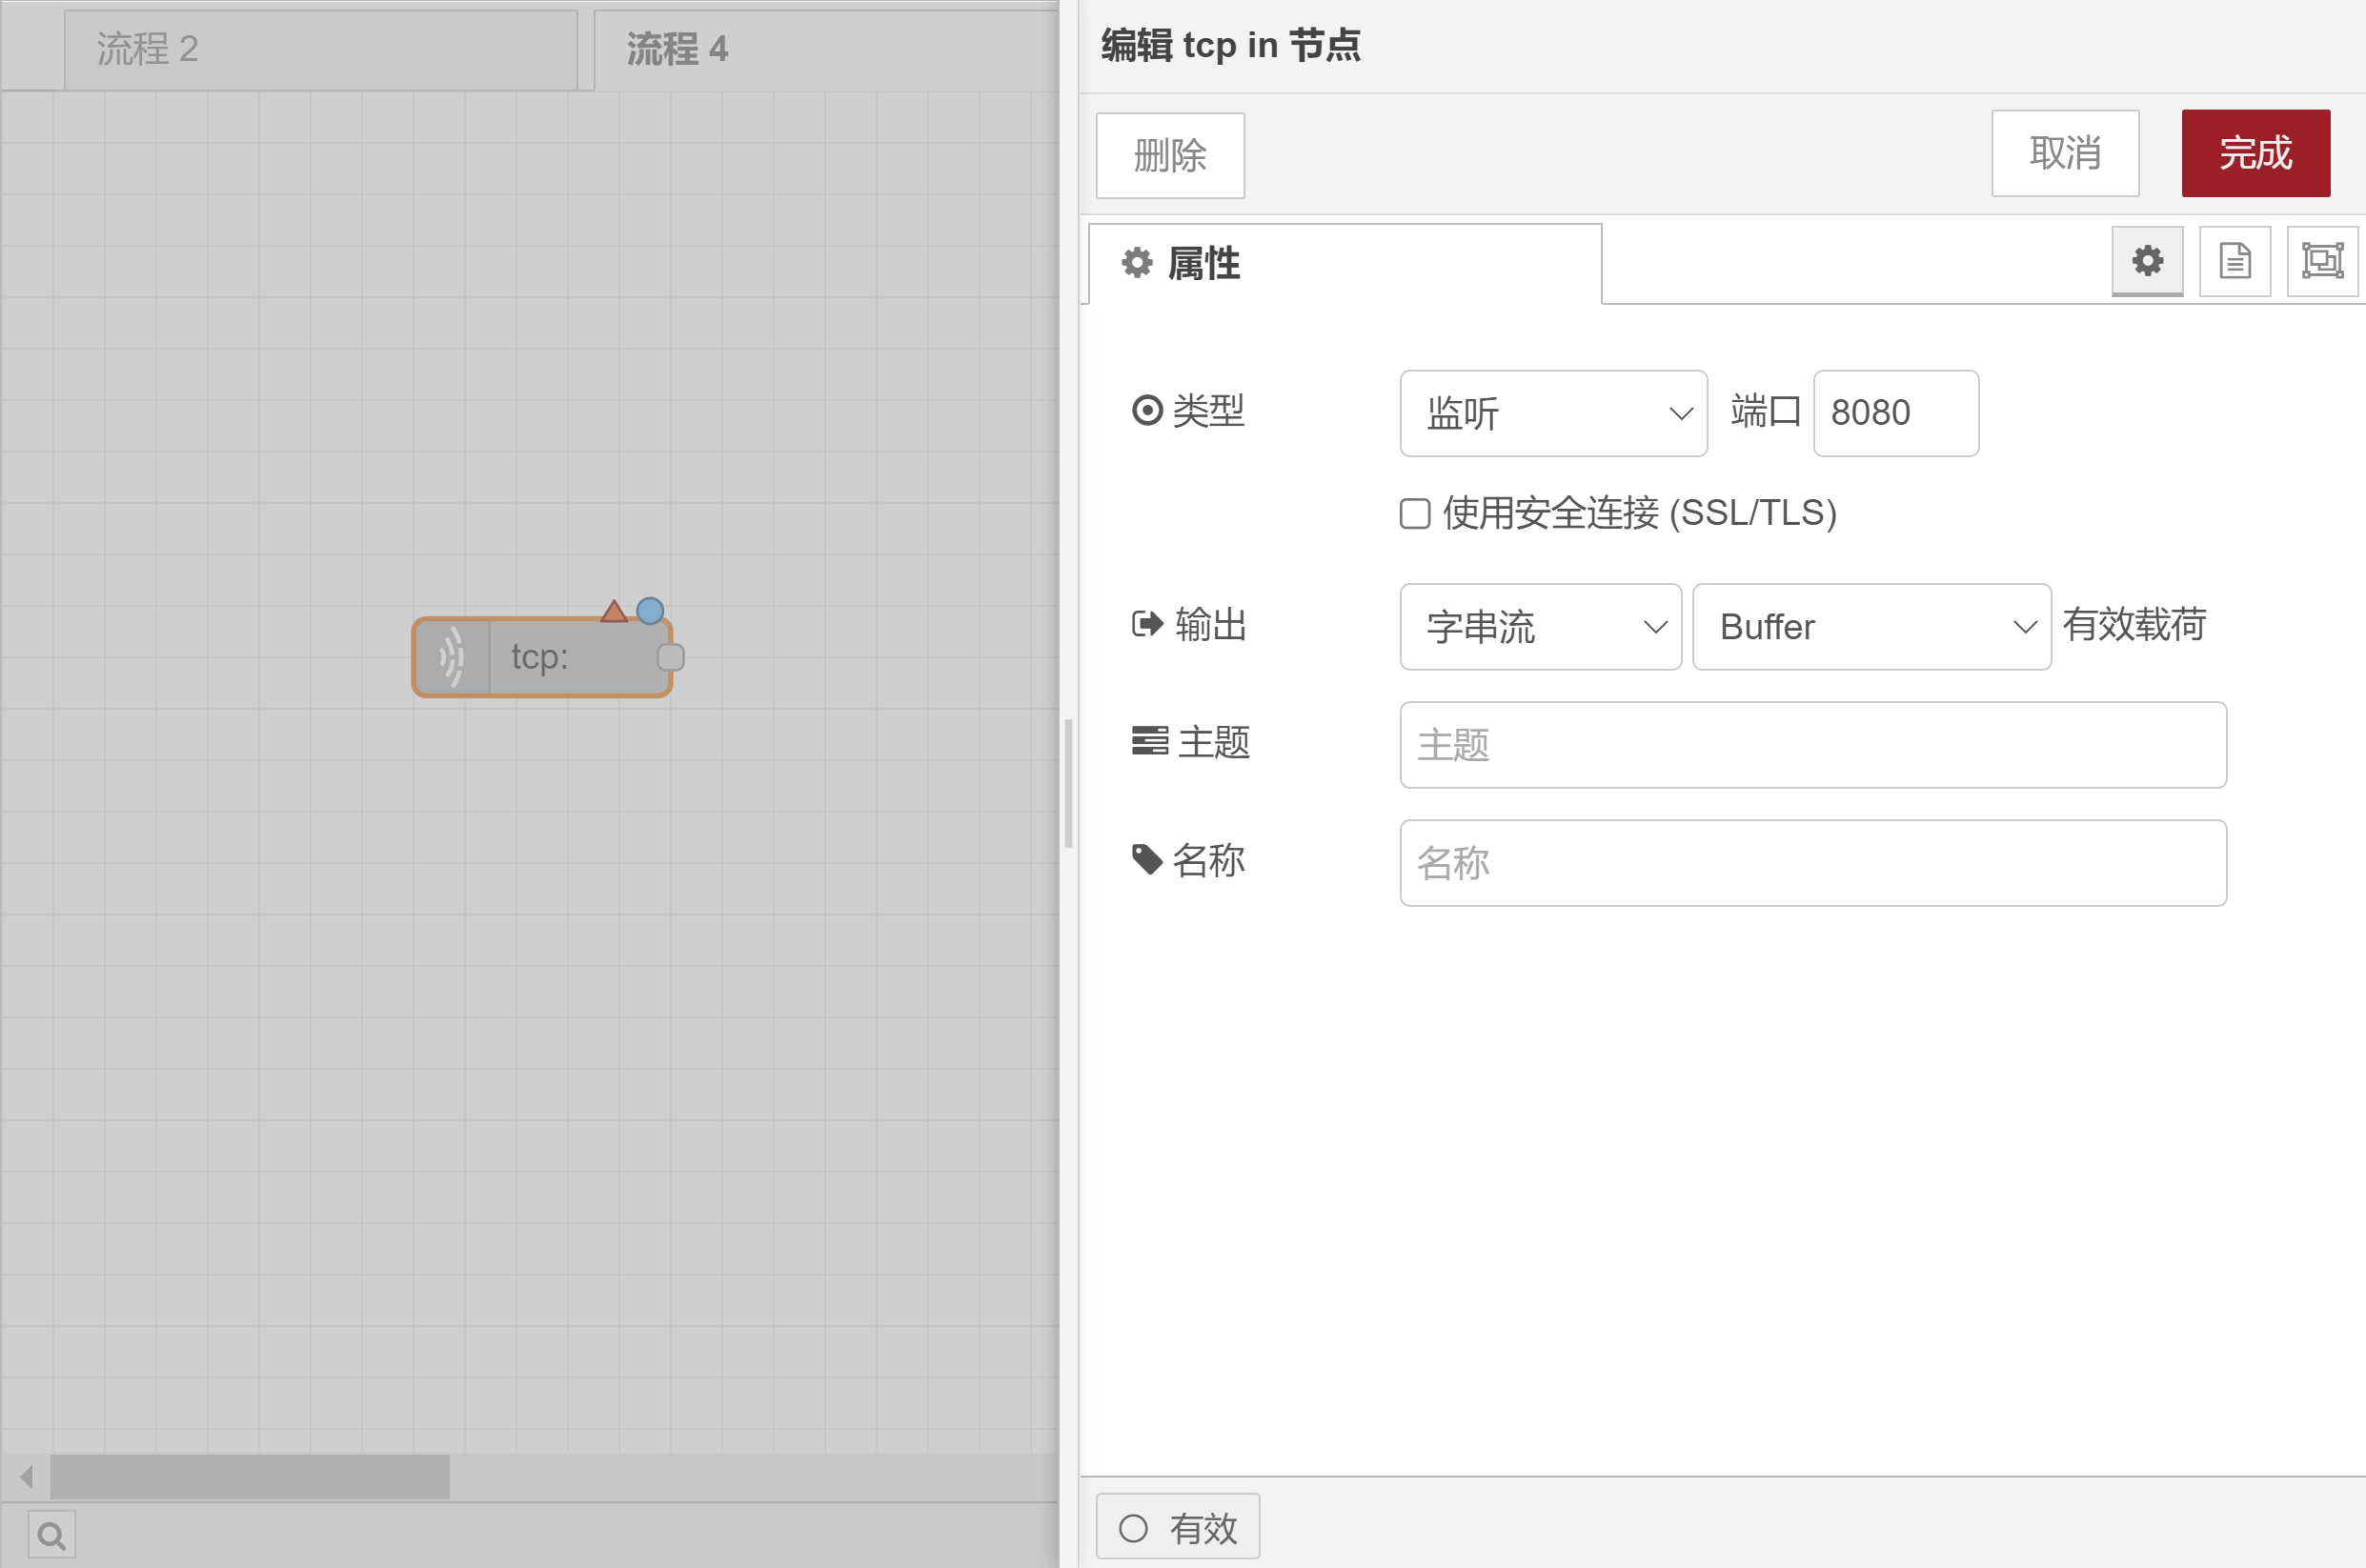 流程 2
流程 4
tcp:
编辑 tcp in 节点
删除
取消
完成
属性
类型
监听
端口
8080
使用安全连接 (SSL/TLS)
输出
字串流
Buffer
有效载荷
主题
主题
名称
名称
有效